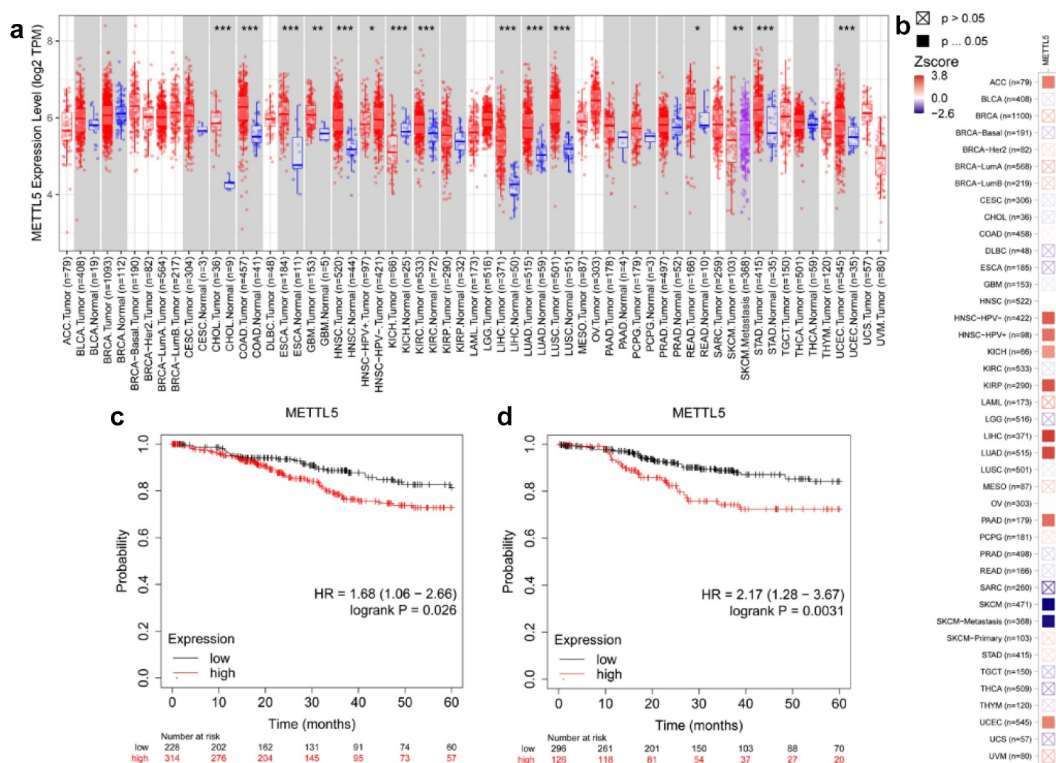 a
METTL5 Expression Level (log2 TPM)
8
6
4
*** *** *** ** *** * *** *** *** *** *** * ** *** ***
ACC.Tumor (n=79)
BLCA.Tumor (n=408)
BLCA.Normal (n=19)
BRCA.Tumor (n=1093)
BRCA.Normal (n=112)
BRCA-Basal.Tumor (n=190)
BRCA-Her2.Tumor (n=82)
BRCA-LumA.Tumor (n=564)
BRCA-LumB.Tumor (n=217)
CESC.Tumor (n=304)
CESC.Normal (n=3)
CHOL.Tumor (n=36)
CHOL.Normal (n=9)
COAD.Tumor (n=457)
COAD.Normal (n=41)
DLBC.Tumor (n=48)
ESCA.Tumor (n=184)
ESCA.Normal (n=11)
GBM.Tumor (n=153)
GBM.Normal (n=5)
HNSC.Tumor (n=520)
HNSC.Normal (n=44)
HNSC-HPV+.Tumor (n=97)
HNSC-HPV-.Tumor (n=421)
KICH.Tumor (n=66)
KICH.Normal (n=25)
KIRC.Tumor (n=533)
KIRC.Normal (n=72)
KIRP.Tumor (n=290)
KIRP.Normal (n=32)
LAML.Tumor (n=173)
LGG.Tumor (n=516)
LIHC.Tumor (n=371)
LIHC.Normal (n=50)
LUAD.Tumor (n=515)
LUAD.Normal (n=59)
LUSC.Tumor (n=501)
LUSC.Normal (n=51)
MESO.Tumor (n=87)
OV.Tumor (n=303)
PAAD.Tumor (n=178)
PAAD.Normal (n=4)
PCPG.Tumor (n=179)
PCPG.Normal (n=3)
PRAD.Tumor (n=497)
PRAD.Normal (n=52)
READ.Tumor (n=166)
READ.Normal (n=10)
SARC.Tumor (n=259)
SKCM.Tumor (n=103)
SKCM.Metastasis (n=368)
STAD.Tumor (n=415)
STAD.Normal (n=35)
TGCT.Tumor (n=150)
THCA.Tumor (n=501)
THCA.Normal (n=59)
THYM.Tumor (n=120)
UCEC.Tumor (n=545)
UCEC.Normal (n=35)
UCS.Tumor (n=57)
UVM.Tumor (n=80)
b
p > 0.05
p ... 0.05
Zscore
3.8
0.0
−2.6
METTL5
ACC (n=79)
BLCA (n=408)
BRCA (n=1100)
BRCA−Basal (n=191)
BRCA−Her2 (n=82)
BRCA−LumA (n=568)
BRCA−LumB (n=219)
CESC (n=306)
CHOL (n=36)
COAD (n=458)
DLBC (n=48)
ESCA (n=185)
GBM (n=153)
HNSC (n=522)
HNSC−HPV− (n=422)
HNSC−HPV+ (n=98)
KICH (n=66)
KIRC (n=533)
KIRP (n=290)
LAML (n=173)
LGG (n=516)
LIHC (n=371)
LUAD (n=515)
LUSC (n=501)
MESO (n=87)
OV (n=303)
PAAD (n=179)
PCPG (n=181)
PRAD (n=498)
READ (n=166)
SARC (n=260)
SKCM (n=471)
SKCM−Metastasis (n=368)
SKCM−Primary (n=103)
STAD (n=415)
TGCT (n=150)
THCA (n=509)
THYM (n=120)
UCEC (n=545)
UCS (n=57)
UVM (n=80)
c
METTL5
Probability
1.0
0.8
0.6
0.4
0.2
0.0
HR = 1.68 (1.06 − 2.66)
logrank P = 0.026
Expression
low
high
0 10 20 30 40 50 60
Time (months)
Number at risk
low 228 202 162 131 91 74 60
high 314 276 204 145 95 73 57
d
METTL5
Probability
1.0
0.8
0.6
0.4
0.2
0.0
HR = 2.17 (1.28 − 3.67)
logrank P = 0.0031
Expression
low
high
0 10 20 30 40 50 60
Time (months)
Number at risk
low 296 261 201 150 103 88 70
high 126 118 81 54 37 27 20